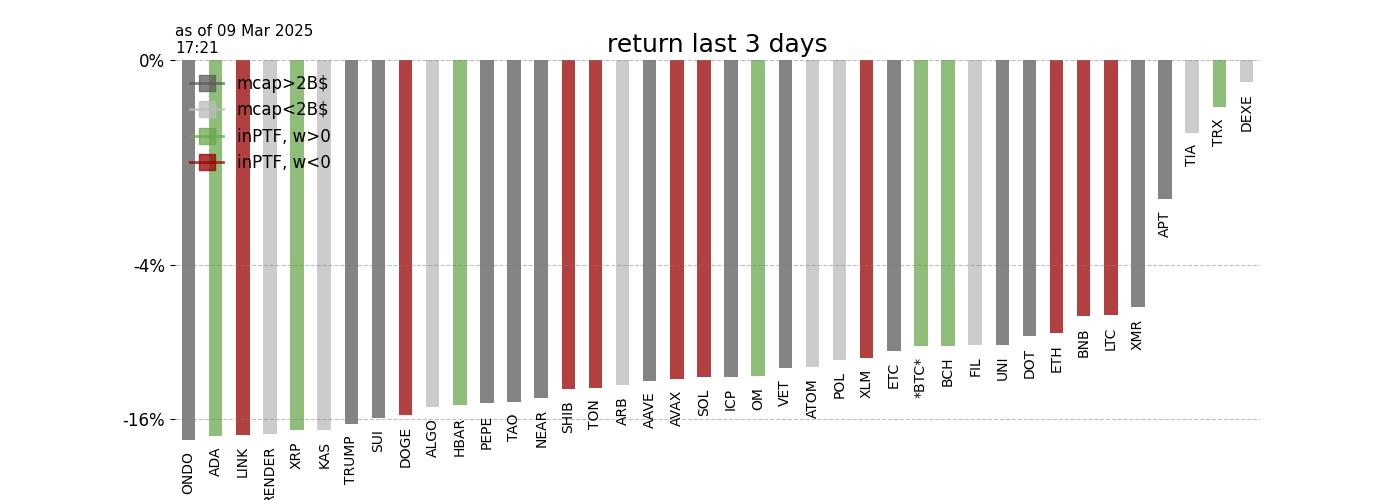 as of 09 Mar 2025
17:21
return last 3 days
0%
mcap>2B$
mcap<2B$
inPTF, w>0
inPTF, w<0
-4%
-16%
ONDO
ADA
LINK
RENDER
XRP
KAS
TRUMP
SUI
DOGE
ALGO
HBAR
PEPE
TAO
NEAR
SHIB
TON
ARB
AAVE
AVAX
SOL
ICP
OM
VET
ATOM
POL
XLM
ETC
*BTC*
BCH
FIL
UNI
DOT
ETH
BNB
LTC
XMR
APT
TIA
TRX
DEXE